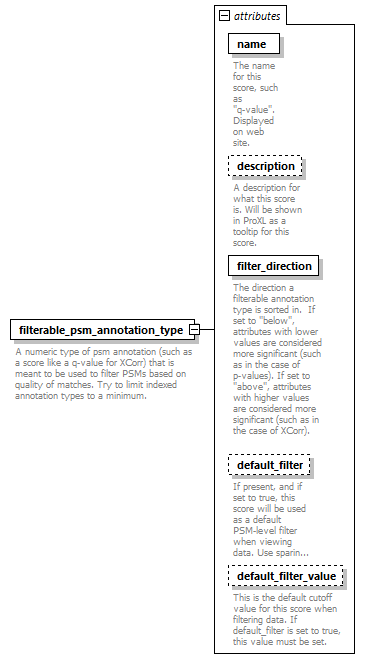 attributes
name
The name
for this
score, such
as
"q-value".
Displayed
on web
site.
description
A description for
what this score
is. Will be shown
in ProXL as a
tooltip for this
score.
filter_direction
The direction a
filterable annotation
type is sorted in.  If
set to "below",
attributes with lower
values are considered
more significant (such
as in the case of
p-values). If set to
"above", attributes
with higher values
are considered more
significant (such as in
the case of XCorr).
filterable_psm_annotation_type
A numeric type of psm annotation (such as
a score like a q-value for XCorr) that is
meant to be used to filter PSMs based on
quality of matches. Try to limit indexed
annotation types to a minimum.
default_filter
If present, and if
set to true, this
score will be used
as a default
PSM-level filter
when viewing
data. Use sparin...
default_filter_value
This is the default cutoff
value for this score when
filtering data. If
default_filter is set to true,
this value must be set.